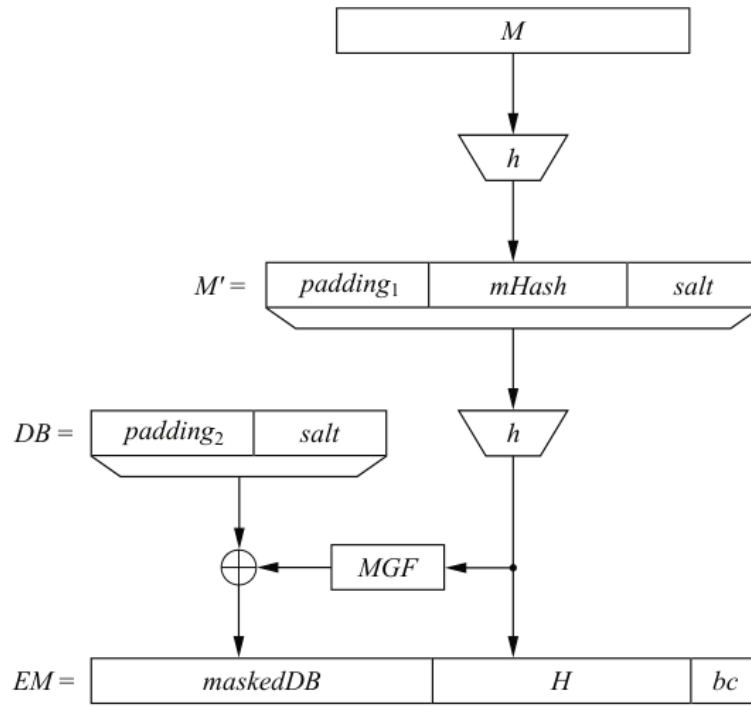 M
h
M' = padding₁ mHash salt
DB = padding₂ salt
h
MGF
EM = maskedDB H bc